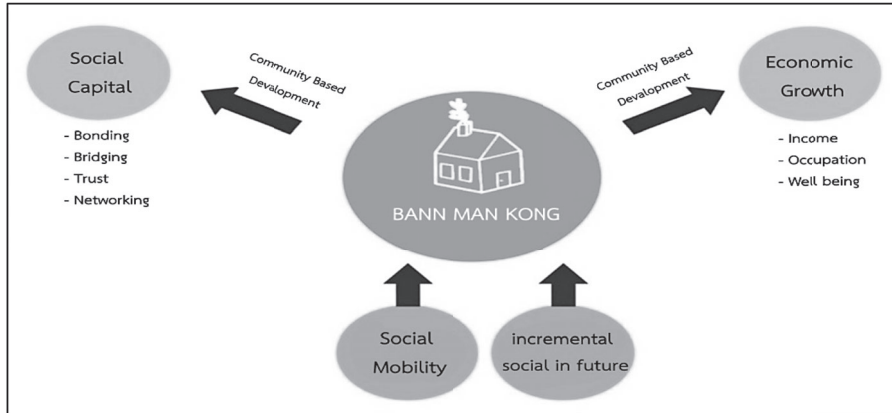 Social
Capital
- Bonding
- Bridging
- Trust
- Networking
Community Based
Devalopment
BANN MAN KONG
Community Based
Devalopment
Economic
Growth
- Income
- Occupation
- Well being
Social
Mobility
incremental
social in future